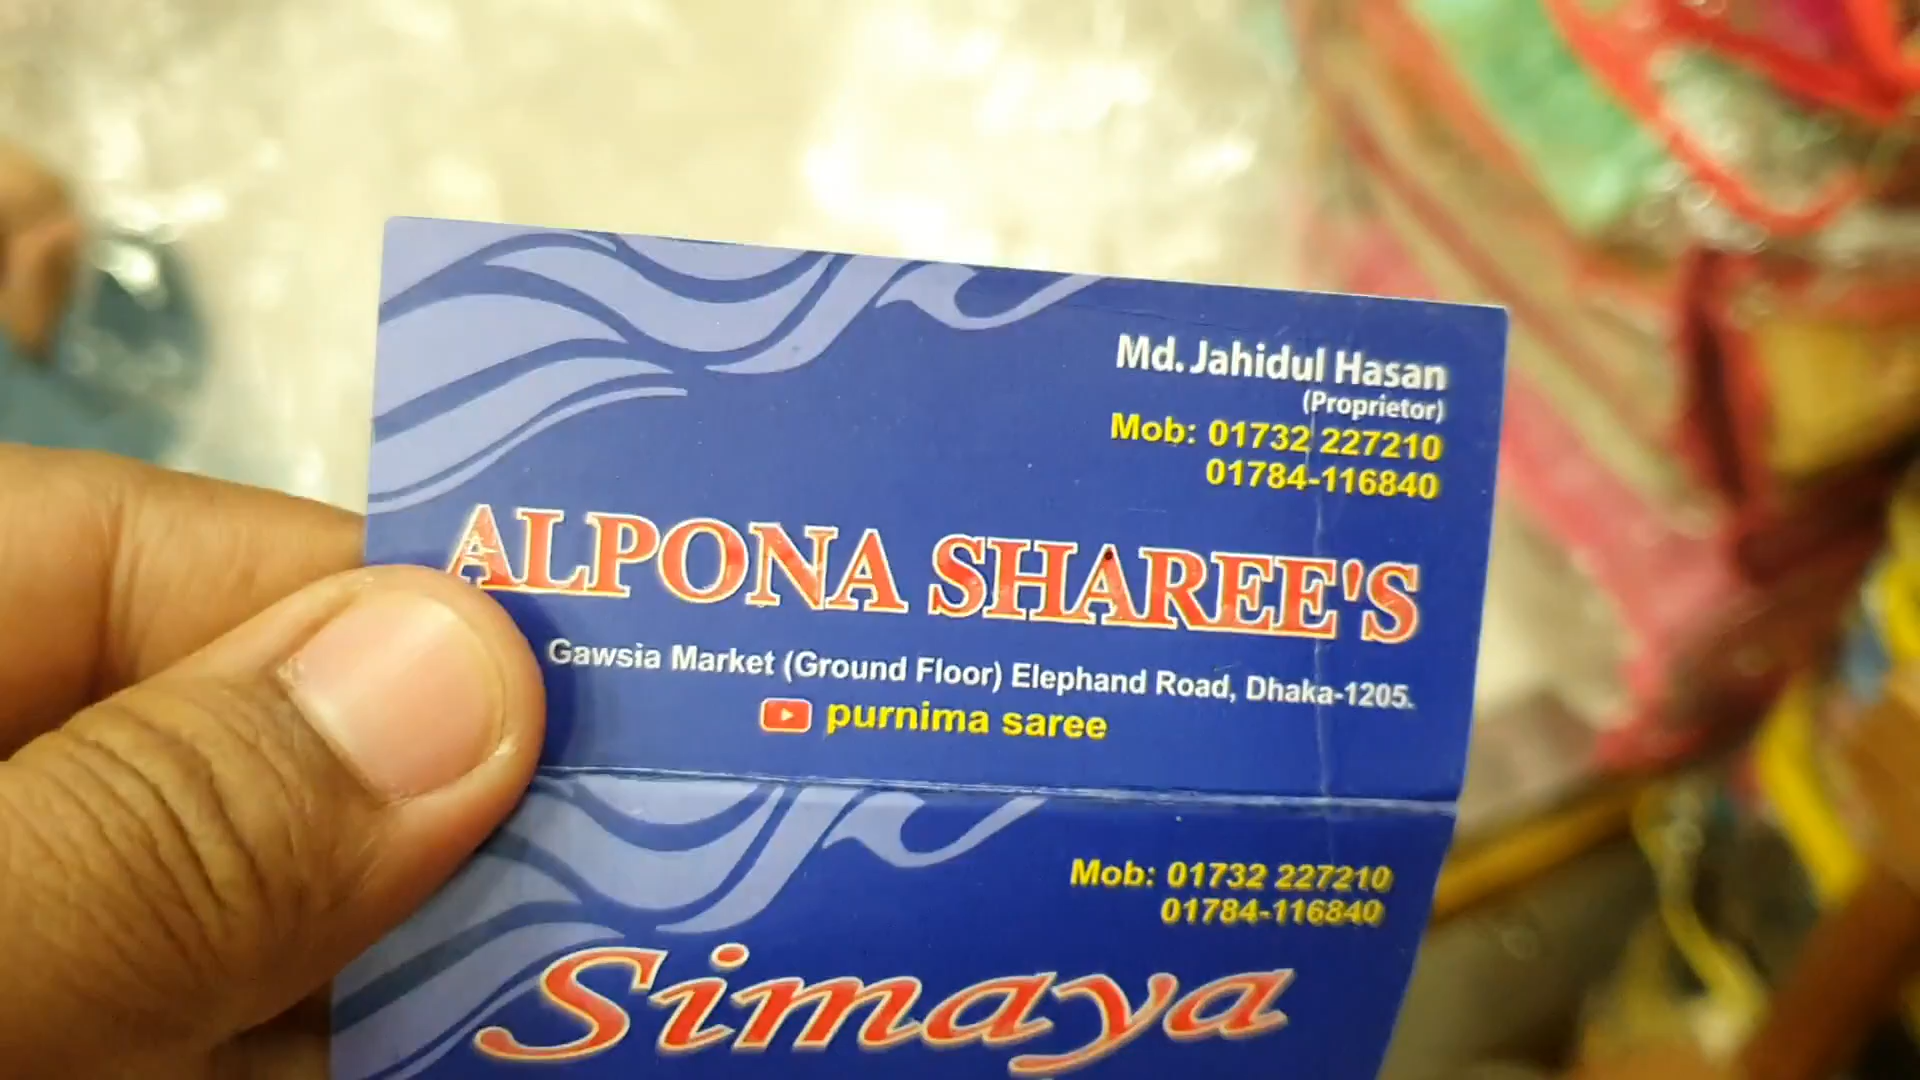 Md. Jahidul Hasan
(Proprietor)
Mob: 01732 227210
01784-116840
ALPONA SHAREE'S
Gawsia Market (Ground Floor) Elephand Road, Dhaka-1205.
purnima saree
Mob: 01732 227210
01784-116840
Simaya